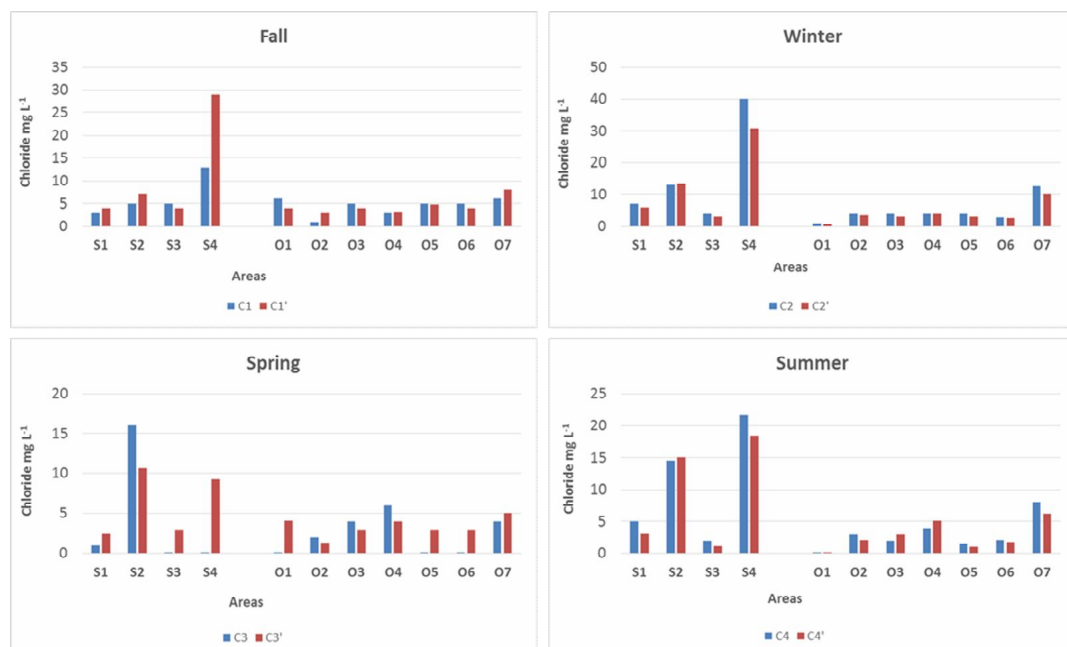 Fall
Chloride mg L-1
35
30
25
20
15
10
5
0
S1 S2 S3 S4 O1 O2 O3 O4 O5 O6 O7
Areas
C1 C1'
Winter
Chloride mg L-1
50
40
30
20
10
0
S1 S2 S3 S4 O1 O2 O3 O4 O5 O6 O7
Areas
C2 C2'
Spring
Chloride mg L-1
20
15
10
5
0
S1 S2 S3 S4 O1 O2 O3 O4 O5 O6 O7
Areas
C3 C3'
Summer
Chloride mg L-1
25
20
15
10
5
0
S1 S2 S3 S4 O1 O2 O3 O4 O5 O6 O7
Areas
C4 C4'